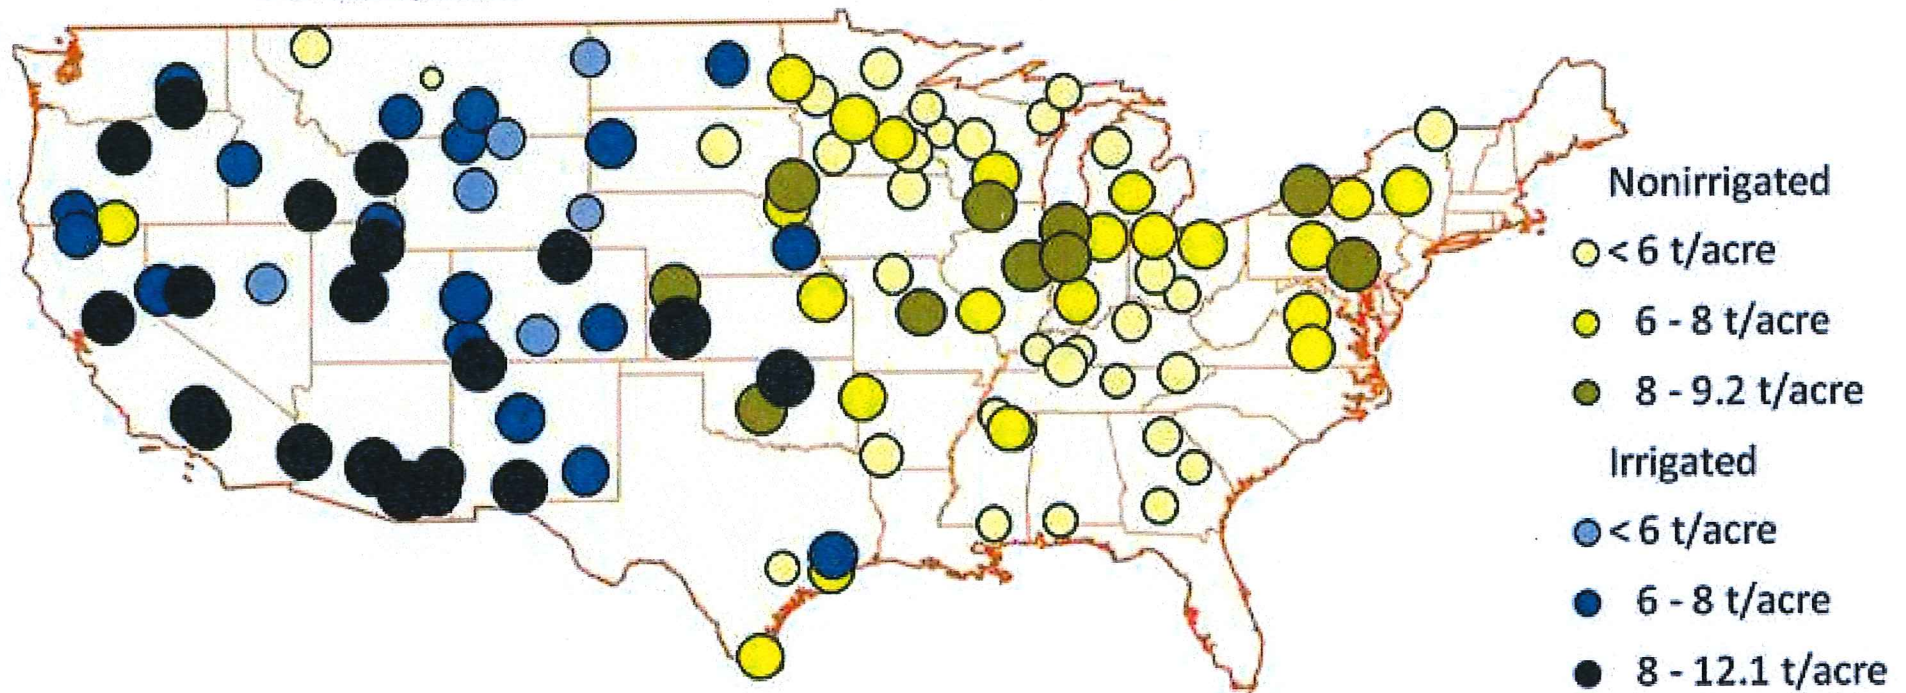 Nonirrigated
< 6 t/acre
6 - 8 t/acre
8 - 9.2 t/acre
Irrigated
< 6 t/acre
6 - 8 t/acre
8 - 12.1 t/acre